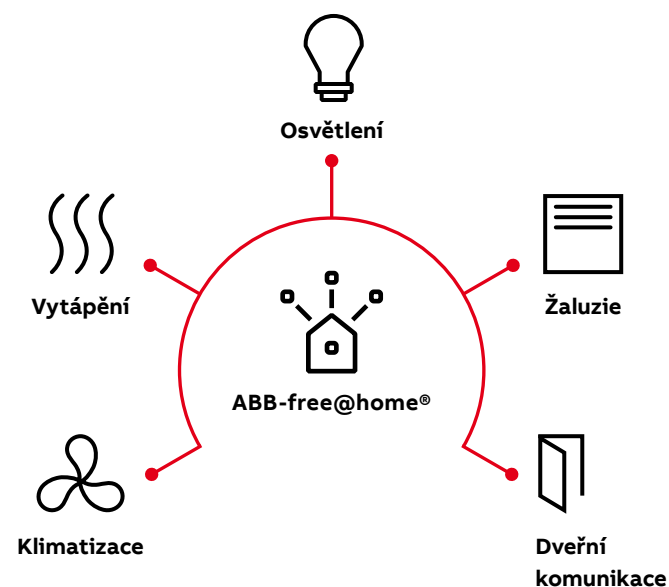 Osvětlení
Vytápění
Žaluzie
ABB-free@home®
Klimatizace
Dveřní
komunikace